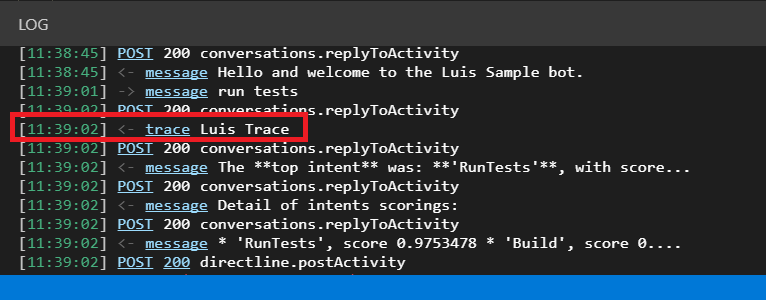 LOG
[11:38:45] POST 200 conversations.replyToActivity
[11:38:45] <- message Hello and welcome to the Luis Sample bot.
[11:39:01] -> message run tests
[11:39:02] POST 200 conversations.replyToActivity
[11:39:02] <- trace Luis Trace
[11:39:02] POST 200 conversations.replyToActivity
[11:39:02] <- message The **top intent** was: **'RunTests'**, with score...
[11:39:02] POST 200 conversations.replyToActivity
[11:39:02] <- message Detail of intents scorings:
[11:39:02] POST 200 conversations.replyToActivity
[11:39:02] <- message * 'RunTests', score 0.9753478 * 'Build', score 0....
[11:39:02] POST 200 directline.postActivity